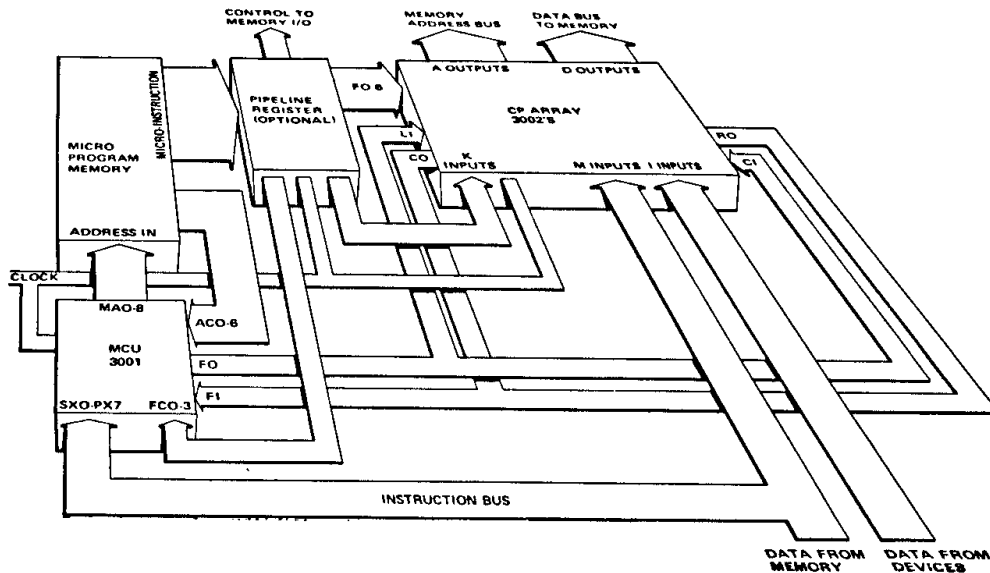 CONTROL TO
MEMORY I/O
MEMORY
ADDRESS BUS
DATA BUS
TO MEMORY
MICRO-INSTRUCTION
MICRO
PROGRAM
MEMORY
ADDRESS IN
PIPELINE
REGISTER
(OPTIONAL)
FO-6
A OUTPUTS
D OUTPUTS
CP ARRAY
3002'S
LI
CO
K
INPUTS
M INPUTS
I INPUTS
RO
CI
CLOCK
MAO-8
ACO-6
MCU
3001
FO
FI
SXO-PX7
FCO-3
INSTRUCTION BUS
DATA FROM
MEMORY
DATA FROM
DEVICES